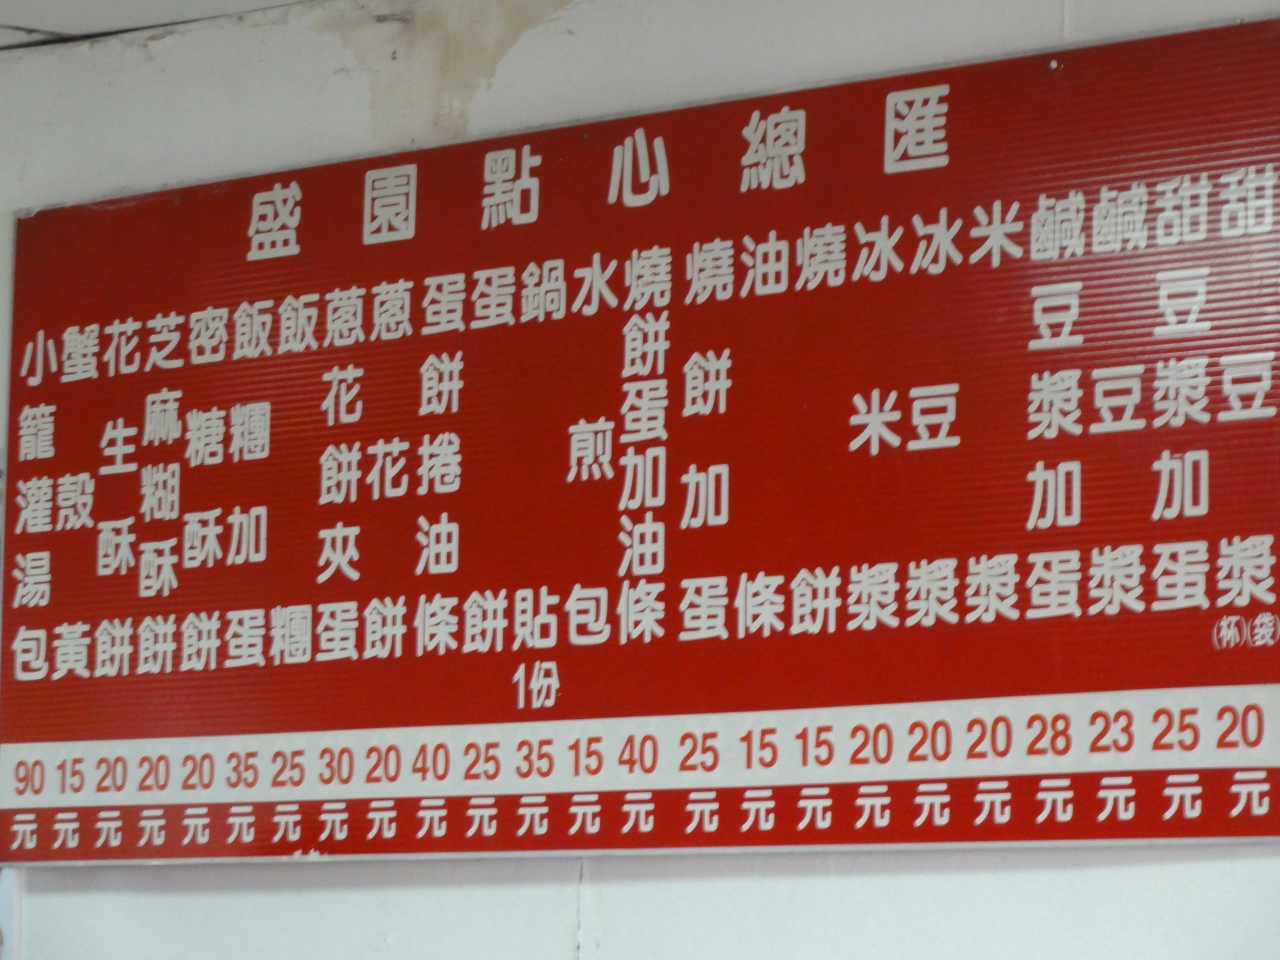 盛園點心總匯
小籠灌湯包 90元
蟹殼黃 15元
花生酥餅 20元
芝麻糊酥餅 20元
密糖酥餅 20元
飯糰加蛋 35元
飯糰 25元
蔥花餅夾蛋 30元
蔥花餅 20元
蛋餅捲油條 40元
蛋餅 25元
鍋貼1份 35元
水煎包 15元
燒餅蛋加油條 40元
燒餅加蛋 25元
油條 15元
燒餅 15元
冰米漿 20元
冰豆漿 20元
米漿 20元
鹹豆漿加蛋 28元
鹹豆漿 23元
甜豆漿加蛋 25元
甜豆漿(杯)(袋) 20元